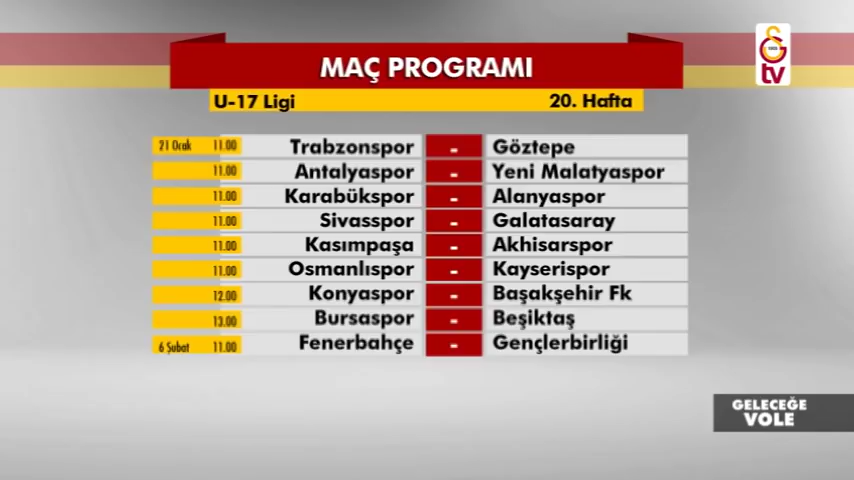 MAÇ PROGRAMI
tv
U-17 Ligi 20. Hafta
21 Ocak 11.00 Trabzonspor - Göztepe
11.00 Antalyaspor - Yeni Malatyaspor
11.00 Karabükspor - Alanyaspor
11.00 Sivasspor - Galatasaray
11.00 Kasımpaşa - Akhisarspor
11.00 Osmanlıspor - Kayserispor
12.00 Konyaspor - Başakşehir Fk
13.00 Bursaspor - Beşiktaş
6 Şubat 11.00 Fenerbahçe - Gençlerbirliği
GELECEĞE
VOLE